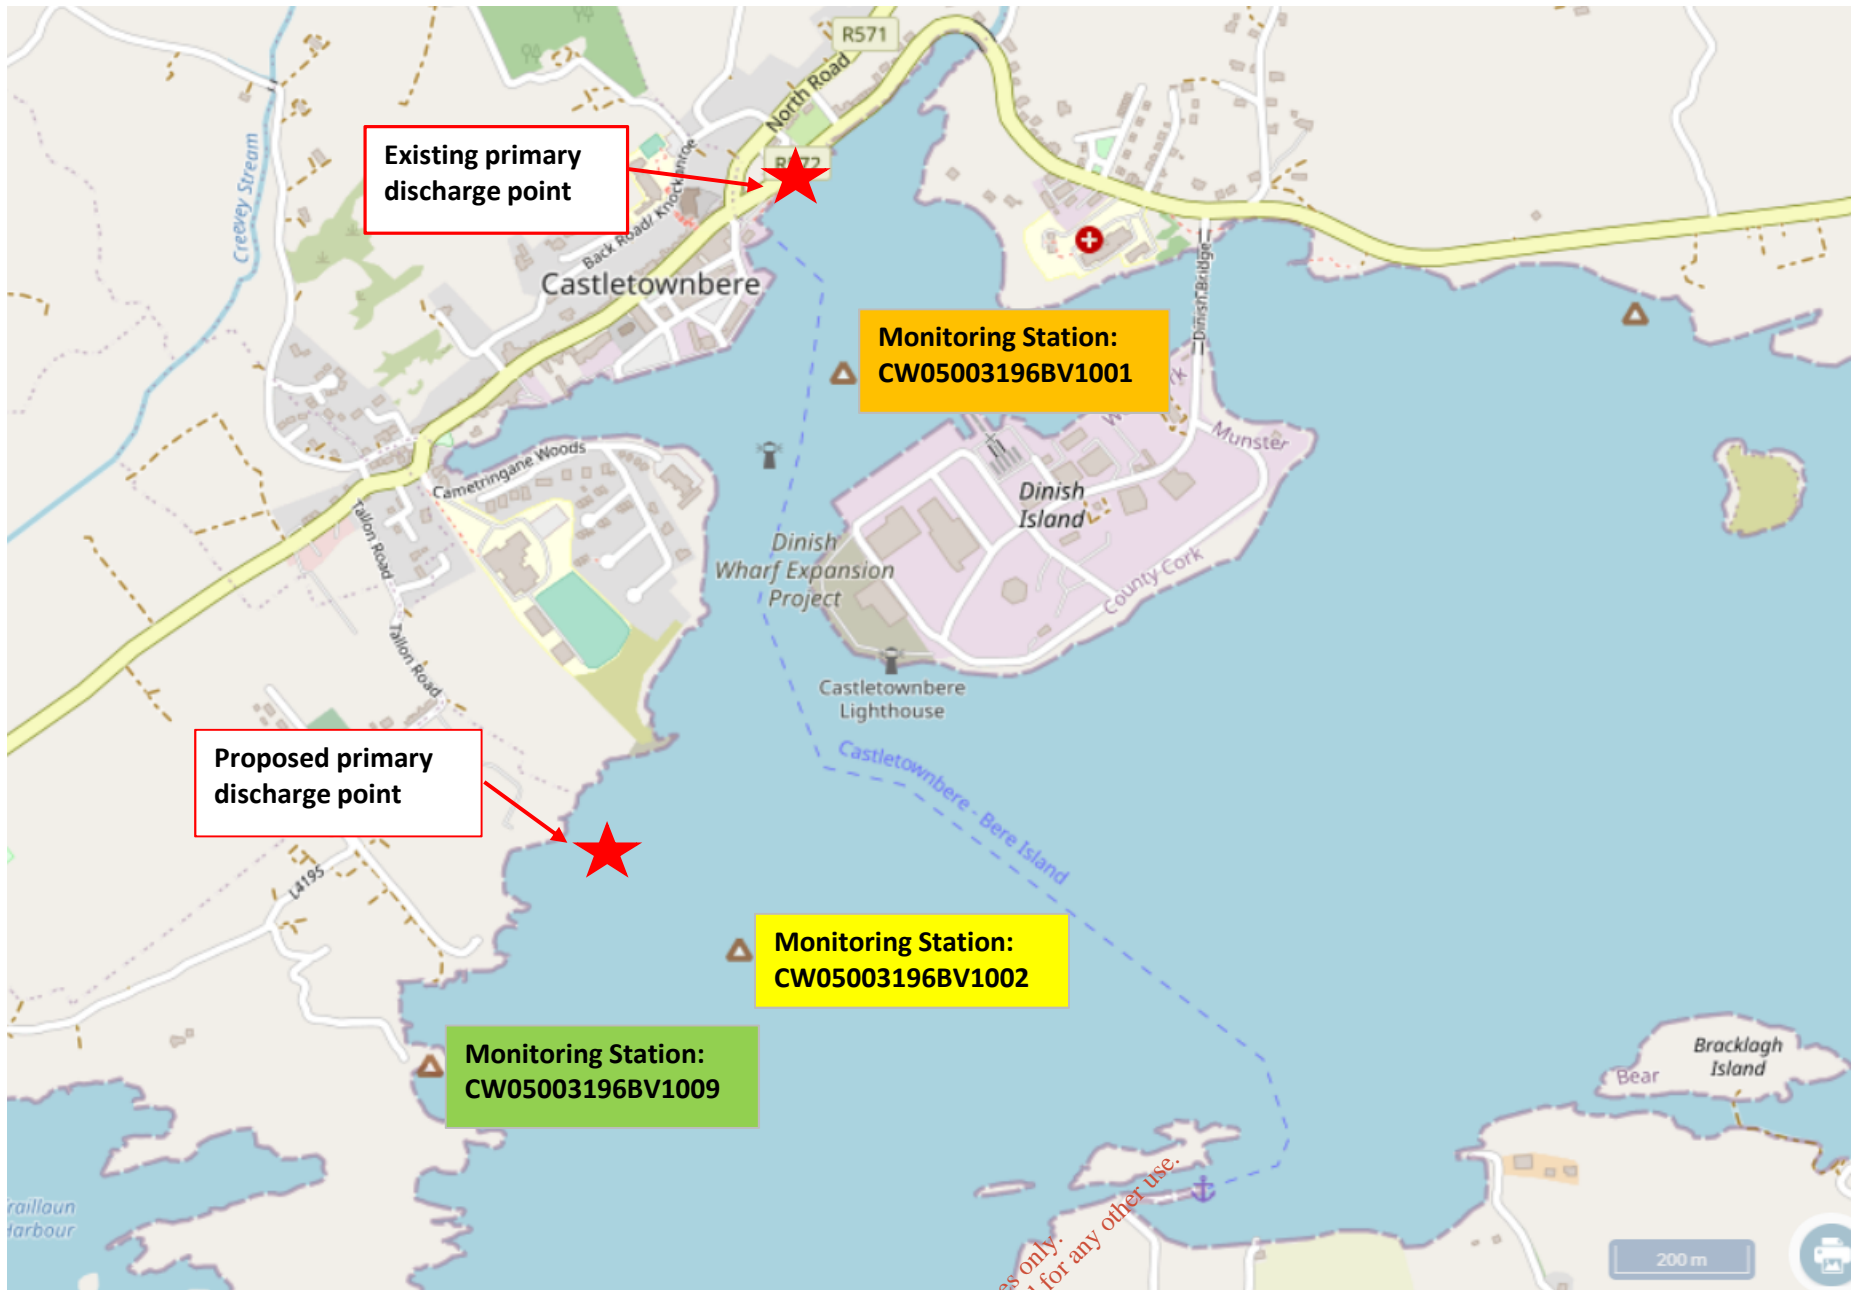 R571
North Road
Existing primary
discharge point
R572
Creevey Stream
Back Road/ Knockanroe
Castletownbere
Dinish Bridge
Monitoring Station:
CW05003196BV1001
Munster
Cametringane Woods
Dinish
Island
Tallon Road
Dinish
Wharf Expansion
Project
County Cork
Tallon Road
Castletownbere
Lighthouse
Proposed primary
discharge point
Castletownbere - Bere Island
L4195
Monitoring Station:
CW05003196BV1002
Monitoring Station:
CW05003196BV1009
Bracklagh
Island
Bear
raillaun
Harbour
only.
for any other use.
200 m